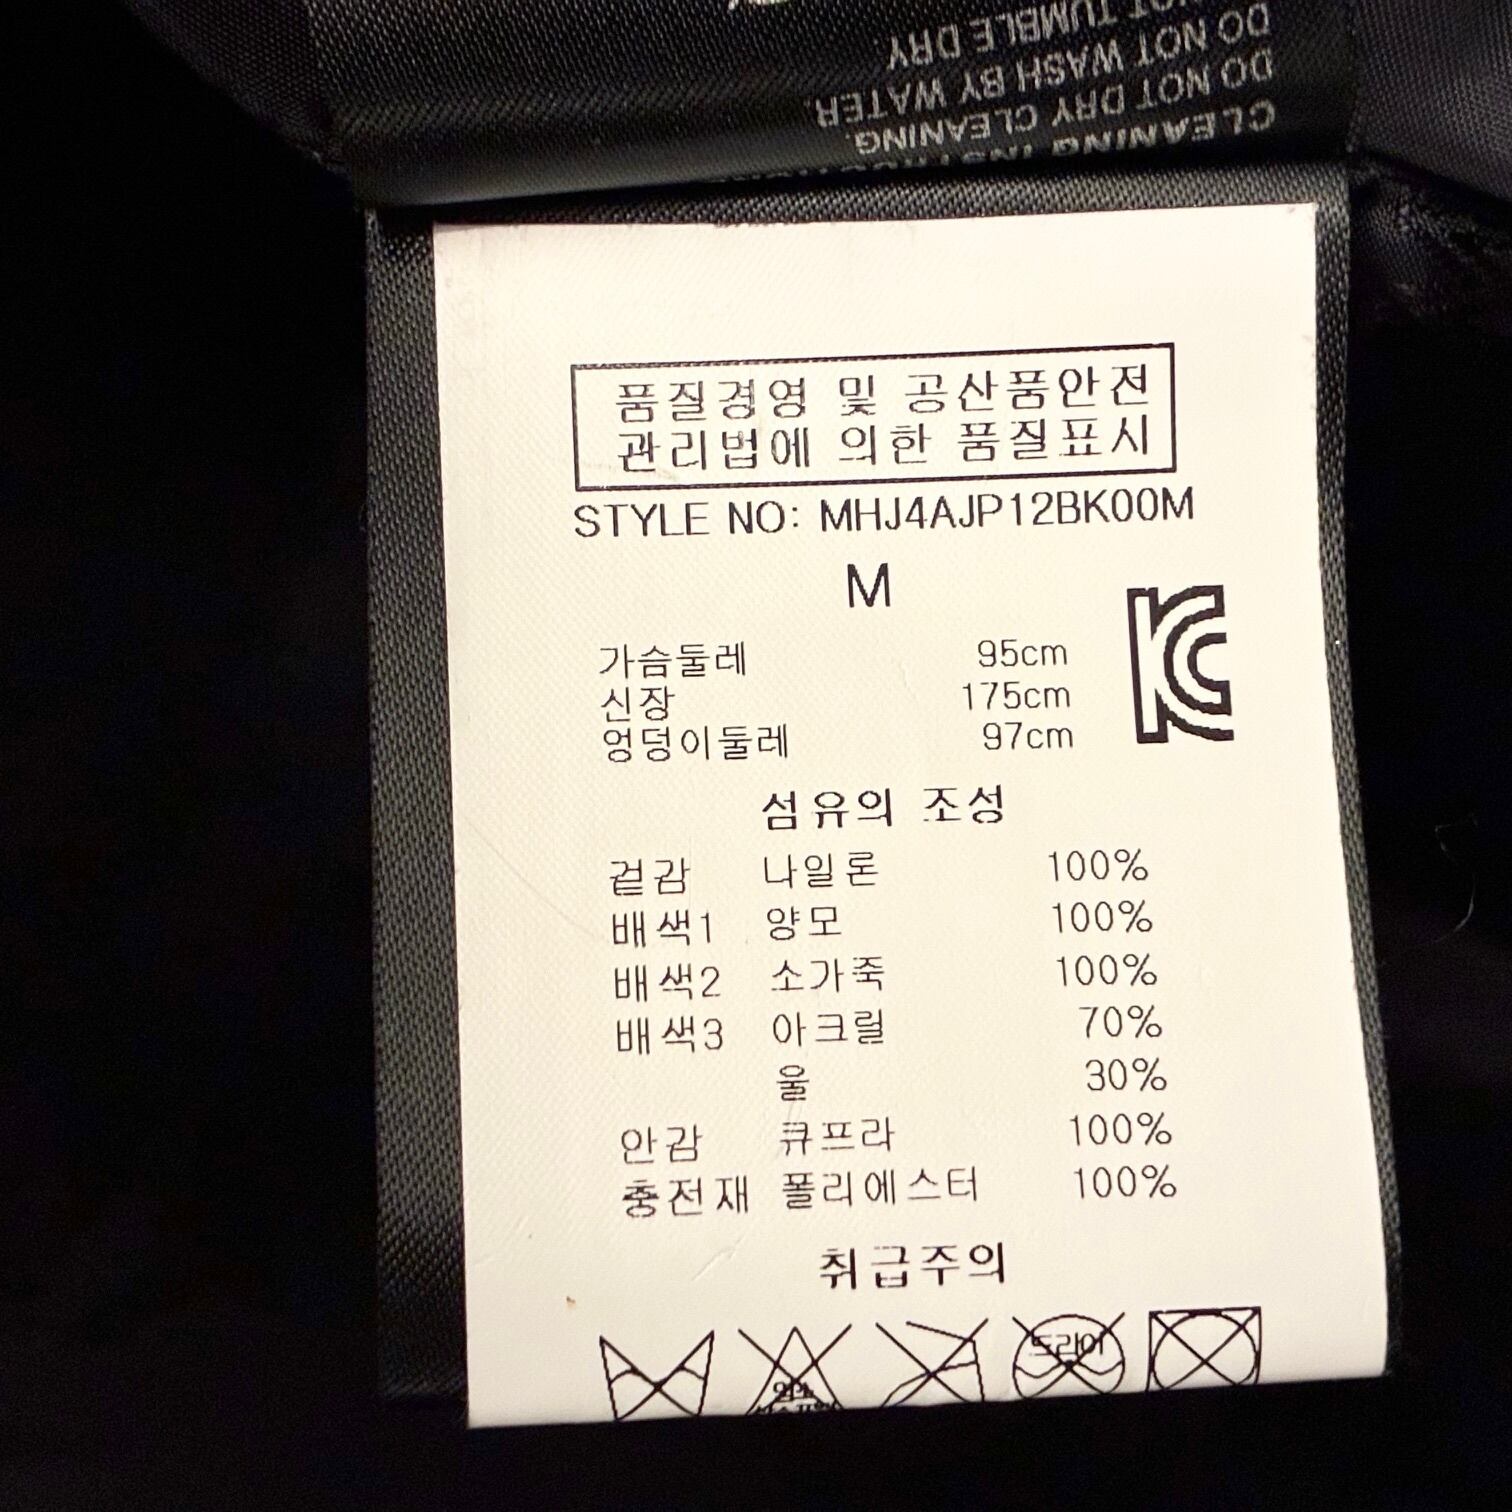 CLEANING INSTRUCTIONS
DO NOT DRY CLEANING.
DO NOT WASH BY WATER.
NOT TUMBLE DRY.
품질경영 및 공산품안전
관리법에 의한 품질표시
STYLE NO: MHJ4AJP12BK00M
M
KC
가슴둘레 95cm
신장 175cm
엉덩이둘레 97cm
섬유의 조성
겉감 나일론 100%
배색1 양모 100%
배색2 소가죽 100%
배색3 아크릴 70%
울 30%
안감 큐프라 100%
충전재 폴리에스터 100%
취급주의
드라이